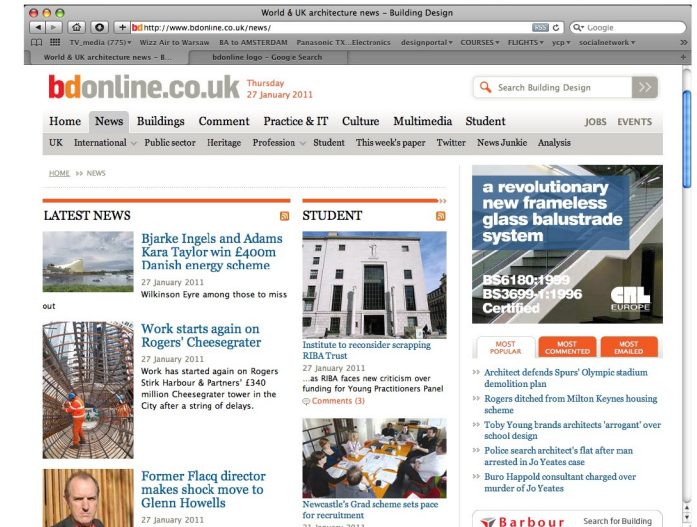 World & UK architecture news – Building Design
http://www.bdonline.co.uk/news/
RSS
Google
TV_media (775)▾ Wizz Air to Warsaw BA to AMSTERDAM Panasonic TX...Electronics designportal▾ COURSES▾ FLIGHTS▾ ycp▾ socialnetwork▾
World & UK architecture news – B...
bdonline logo - Google Search
bdonline.co.uk
Thursday
27 January 2011
Search Building Design
Home News Buildings Comment Practice & IT Culture Multimedia Student
JOBS EVENTS
UK International Public sector Heritage Profession Student This week's paper Twitter News Junkie Analysis
HOME >> NEWS
LATEST NEWS
Bjarke Ingels and Adams
Kara Taylor win £400m
Danish energy scheme
27 January 2011
Wilkinson Eyre among those to miss
out
Work starts again on
Rogers' Cheesegrater
27 January 2011
Work has started again on Rogers
Stirk Harbour & Partners' £340
million Cheesegrater tower in the
City after a string of delays.
Former Flacq director
makes shock move to
Glenn Howells
27 January 2011
STUDENT
Institute to reconsider scrapping
RIBA Trust
27 January 2011
...as RIBA faces new criticism over
funding for Young Practitioners Panel
Comments (3)
Newcastle's Grad scheme sets pace
for recruitment
21 January 2011
a revolutionary
new frameless
glass balustrade
system
BS6180:1999
BS3699-1:1996
Certified
CRL
EUROPE
MOST
POPULAR
MOST
COMMENTED
MOST
EMAILED
Architect defends Spurs' Olympic stadium
demolition plan
Rogers ditched from Milton Keynes housing
scheme
Toby Young brands architects 'arrogant' over
school design
Police search architect's flat after man
arrested in Jo Yeates case
Buro Happold consultant charged over
murder of Jo Yeates
Barbour
Search for Building